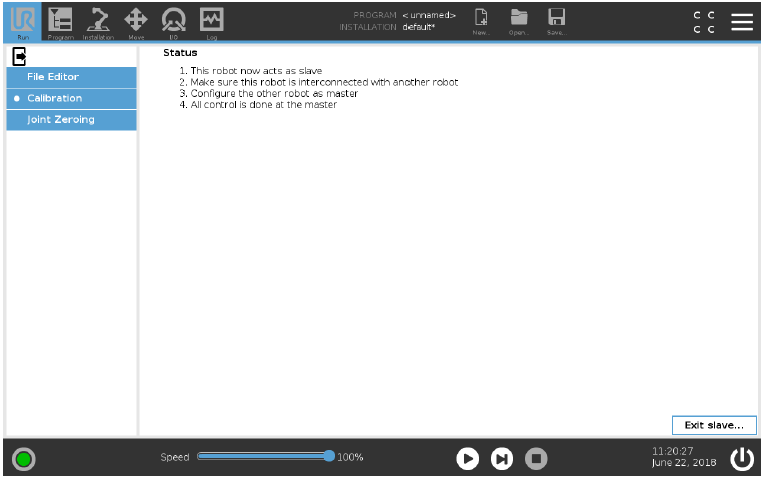 PROGRAM < unnamed>
INSTALLATION default*
C C
C C
Run Program Installation Move I/O Log New... Open... Save...
File Editor
Calibration
Joint Zeroing
Status
1. This robot now acts as slave
2. Make sure this robot is interconnected with another robot
3. Configure the other robot as master
4. All control is done at the master
Exit slave...
Speed 100%
11:20:27
June 22, 2018